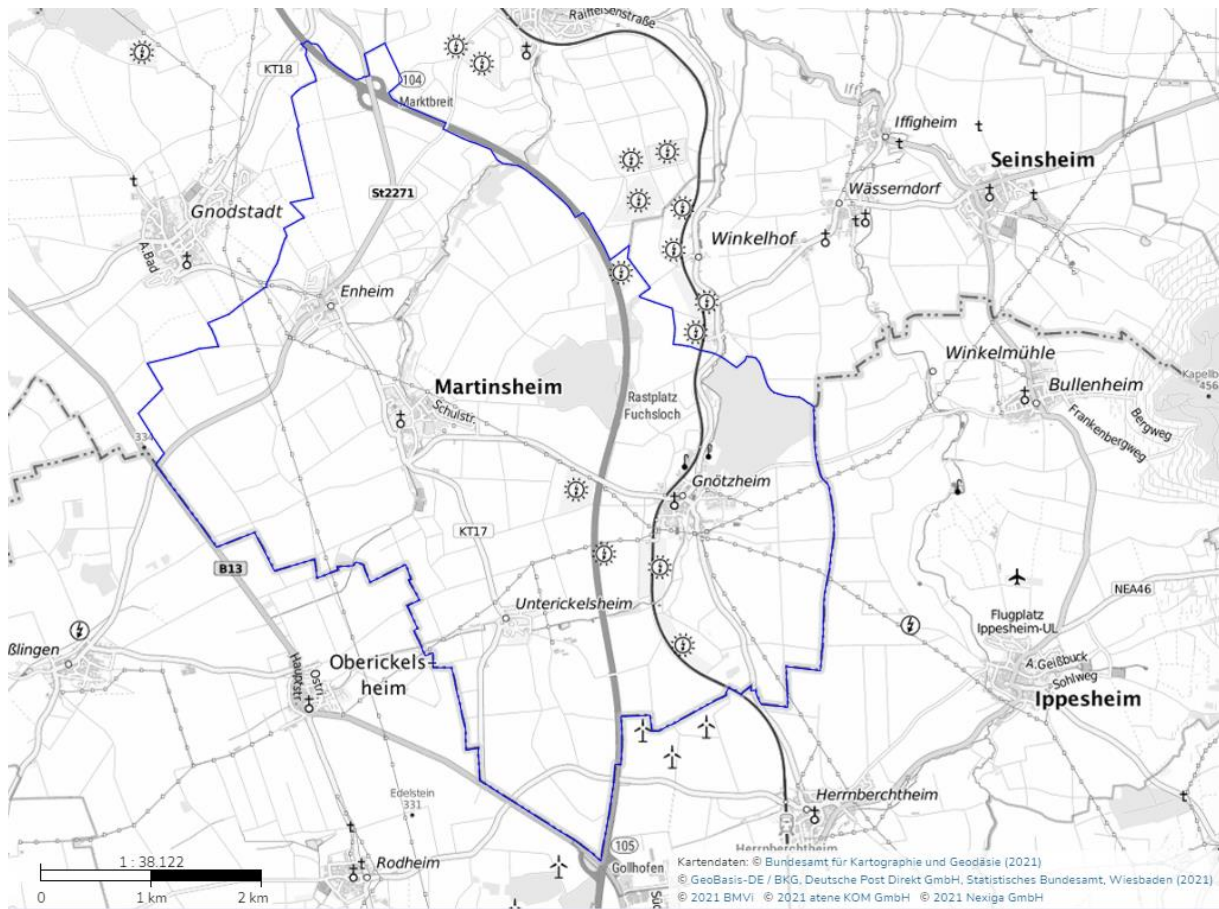 Raiffeisenstraße
KT18
104
Marktbreit
Iff
Iffigheim
Seinsheim
St2271
Gnodstadt
A.Bad
Wässerndorf
Winkelhof
Enheim
Winkelmühle
Bullenheim
Kapellb
456
Martinsheim
Schulstr.
Rastplatz
Fuchsloch
Frankenbergweg
Bergweg
334
Gnötzheim
KT17
B13
NEA46
Unterickelsheim
Flugplatz
Ippesheim-UL
ßlingen
Oberickels-
heim
Hauptstr.
Ostri.
A.Geißbuck
Sohlweg
Ippesheim
Edelstein
331
Herrnberchtheim
Herrnberchtheim
105
Gollhofen
Rodheim
1 : 38.122
0 1 km 2 km
Kartendaten: © Bundesamt für Kartographie und Geodäsie (2021)
© GeoBasis-DE / BKG, Deutsche Post Direkt GmbH, Statistisches Bundesamt, Wiesbaden (2021)
© 2021 BMVi © 2021 atene KOM GmbH © 2021 Nexiga GmbH